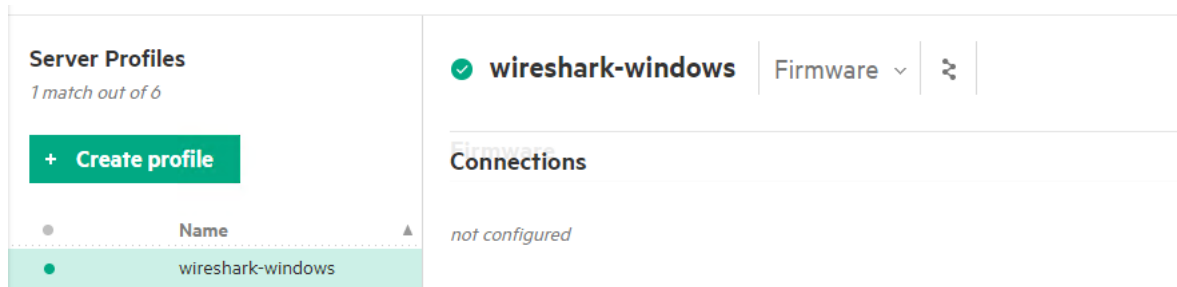 Server Profiles
1 match out of 6
+ Create profile
Name
wireshark-windows
wireshark-windows
Firmware
Firmware
Connections
not configured